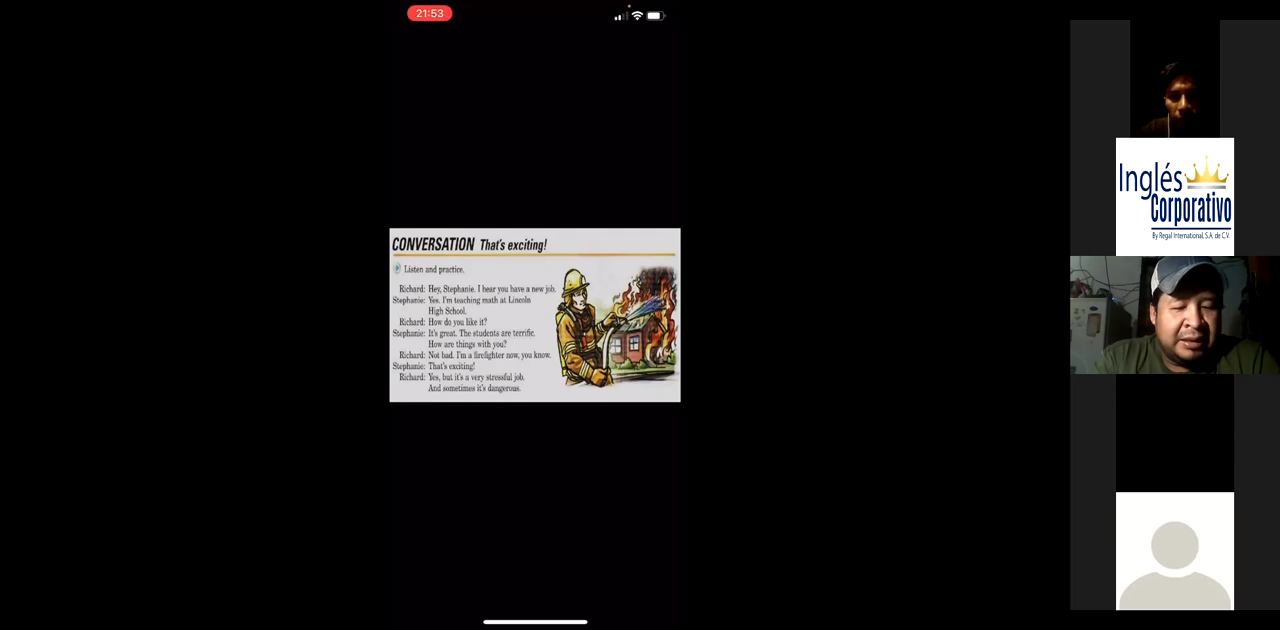 21:53
CONVERSATION That's exciting!
Listen and practice.
Richard: Hey, Stephanie. I hear you have a new job.
Stephanie: Yes. I'm teaching math at Lincoln
High School.
Richard: How do you like it?
Stephanie: It's great. The students are terrific.
How are things with you?
Richard: Not bad. I'm a firefighter now, you know.
Stephanie: That's exciting!
Richard: Yes, but it's a very stressful job.
And sometimes it's dangerous.
Inglés
Corporativo
By Regal International, S.A. de C.V.